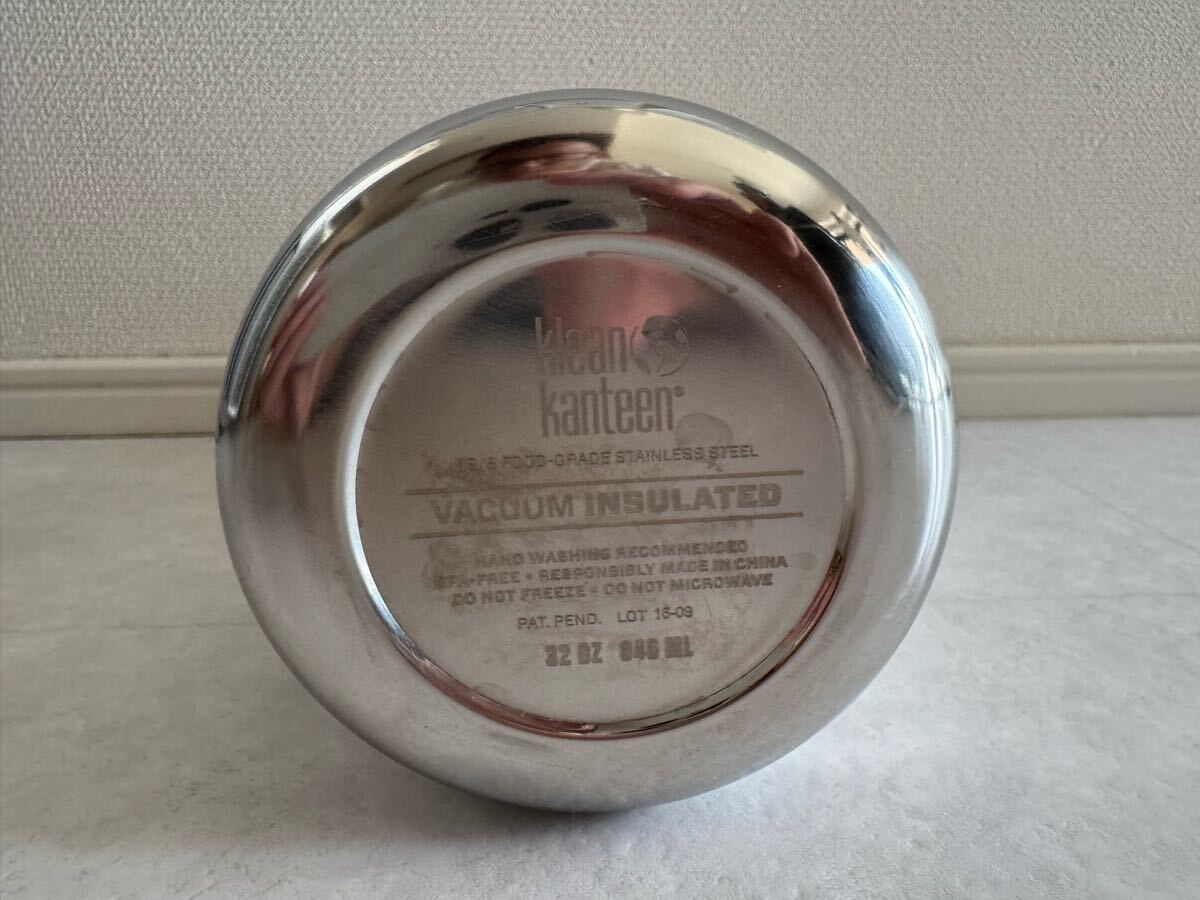 klean
kanteen®
18/8 FOOD-GRADE STAINLESS STEEL
VACUUM INSULATED
HAND WASHING RECOMMENDED
BPA-FREE • RESPONSIBLY MADE IN CHINA
DO NOT FREEZE • DO NOT MICROWAVE
PAT. PEND. LOT 16-09
32 OZ 946 ML